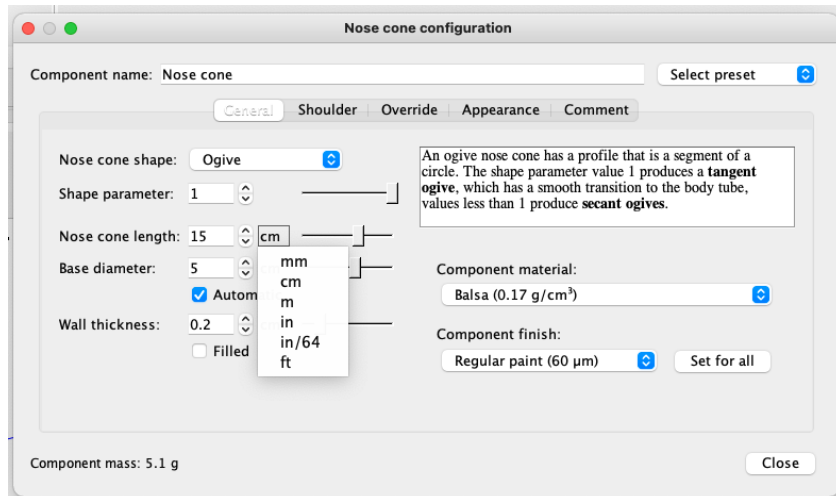 Nose cone configuration
Component name: Nose cone
Select preset
General Shoulder Override Appearance Comment
Nose cone shape: Ogive
An ogive nose cone has a profile that is a segment of a
circle. The shape parameter value 1 produces a tangent
ogive, which has a smooth transition to the body tube,
values less than 1 produce secant ogives.
Shape parameter: 1
Nose cone length: 15 cm
mm
cm
m
in
in/64
ft
Base diameter: 5
Autom
Wall thickness: 0.2
Filled
Component material:
Balsa (0.17 g/cm³)
Component finish:
Regular paint (60 µm)
Set for all
Component mass: 5.1 g
Close